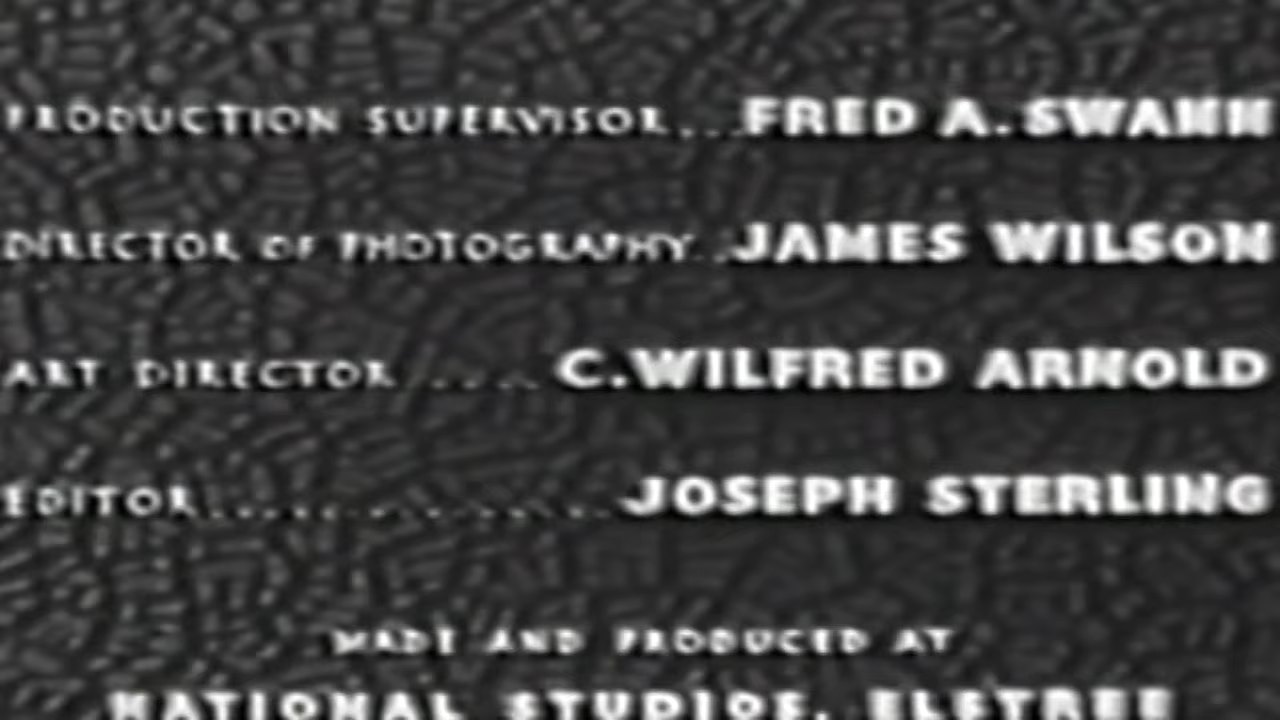 PRODUCTION SUPERVISOR...FRED A. SWANN
DIRECTOR OF PHOTOGRAPHY..JAMES WILSON
ART DIRECTOR ....C. WILFRED ARNOLD
EDITOR..............JOSEPH STERLING
MADE AND PRODUCED AT
NATIONAL STUDIOS, ELSTREE